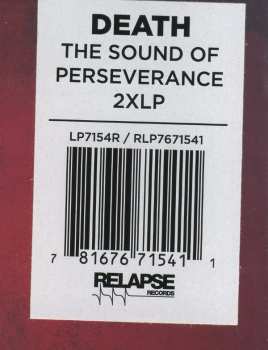 DEATH
THE SOUND OF
PERSEVERANCE
2XLP
LP7154R / RLP7671541
7 81676 71541 1
RELAPSE
RECORDS